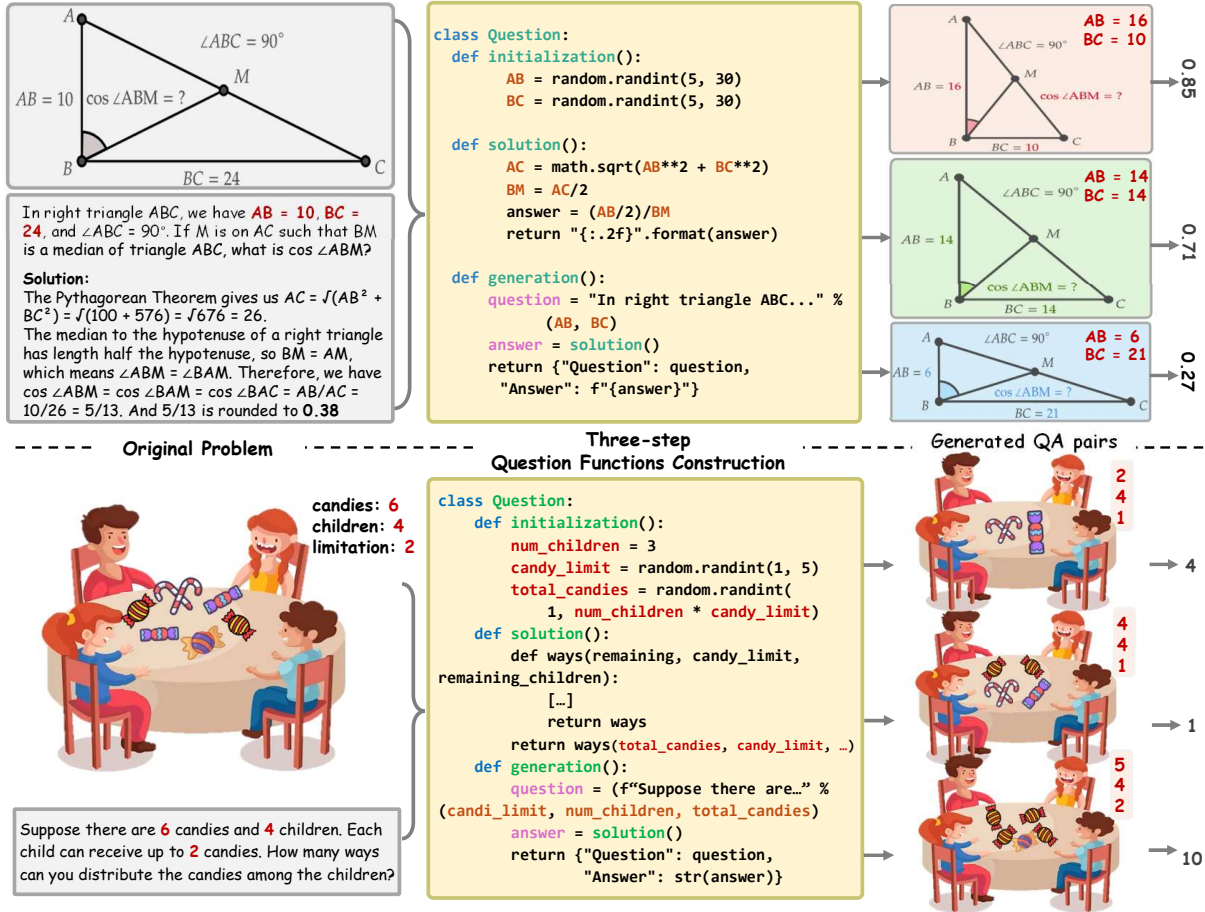 A
∠ABC = 90°
M
AB = 10
cos ∠ABM = ?
B
C
BC = 24
In right triangle ABC, we have AB = 10, BC =
24, and ∠ABC = 90°. If M is on AC such that BM
is a median of triangle ABC, what is cos ∠ABM?
Solution:
The Pythagorean Theorem gives us AC = √(AB² +
BC²) = √(100 + 576) = √676 = 26.
The median to the hypotenuse of a right triangle
has length half the hypotenuse, so BM = AM,
which means ∠ABM = ∠BAM. Therefore, we have
cos ∠ABM = cos ∠BAM = cos ∠BAC = AB/AC =
10/26 = 5/13. And 5/13 is rounded to 0.38
class Question:
def initialization():
AB = random.randint(5, 30)
BC = random.randint(5, 30)
def solution():
AC = math.sqrt(AB**2 + BC**2)
BM = AC/2
answer = (AB/2)/BM
return "{:.2f}".format(answer)
def generation():
question = "In right triangle ABC..." %
(AB, BC)
answer = solution()
return {"Question": question,
"Answer": f"{answer}"}
A
AB = 16
BC = 10
∠ABC = 90°
M
AB = 16
cos ∠ABM = ?
B
C
BC = 10
0.85
A
AB = 14
BC = 14
∠ABC = 90°
AB = 14
M
cos ∠ABM = ?
B
C
BC = 14
0.71
A
∠ABC = 90°
AB = 6
BC = 21
M
AB = 6
cos ∠ABM = ?
B
C
BC = 21
0.27
Original Problem
Three-step
Question Functions Construction
Generated QA pairs
candies: 6
children: 4
limitation: 2
Suppose there are 6 candies and 4 children. Each
child can receive up to 2 candies. How many ways
can you distribute the candies among the children?
class Question:
def initialization():
num_children = 3
candy_limit = random.randint(1, 5)
total_candies = random.randint(
1, num_children * candy_limit)
def solution():
def ways(remaining, candy_limit,
remaining_children):
[…]
return ways
return ways(total_candies, candy_limit, …)
def generation():
question = (f“Suppose there are…” %
(candi_limit, num_children, total_candies)
answer = solution()
return {"Question": question,
"Answer": str(answer)}
2
4
1
4
4
4
1
1
5
4
2
10